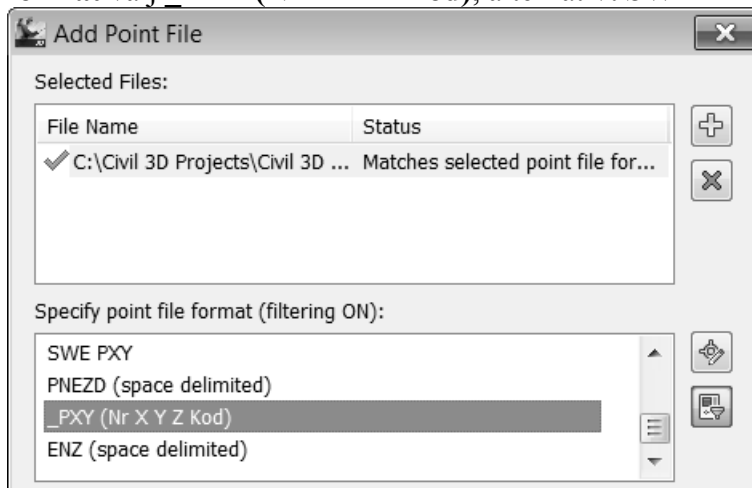 Add Point File
Selected Files:
File Name Status
C:\Civil 3D Projects\Civil 3D ... Matches selected point file for...
Specify point file format (filtering ON):
SWE PXY
PNEZD (space delimited)
_PXY (Nr X Y Z Kod)
ENZ (space delimited)